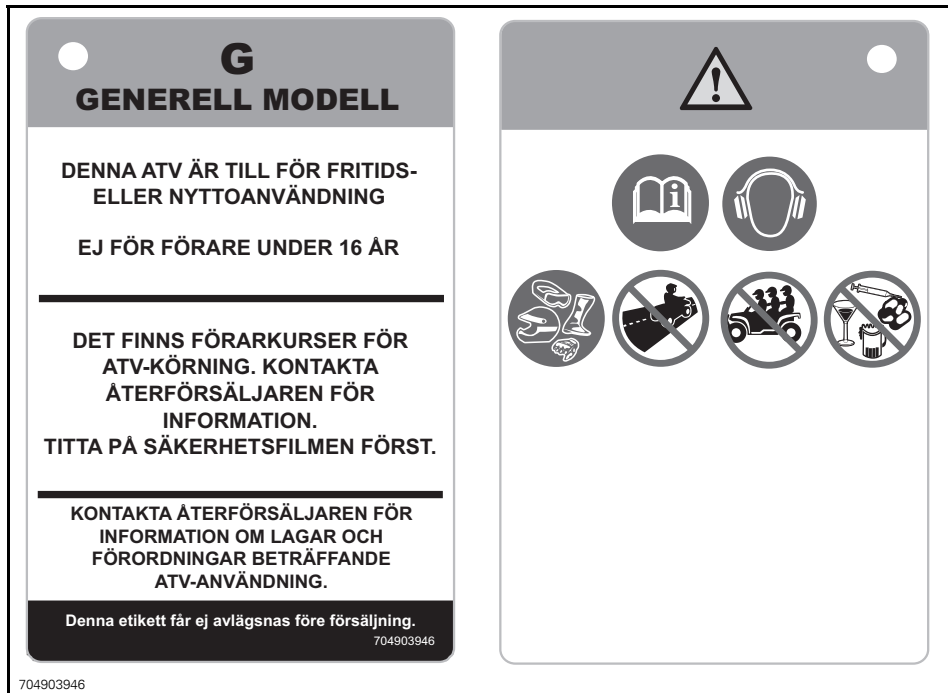 G
GENERELL MODELL
DENNA ATV ÄR TILL FÖR FRITIDS-
ELLER NYTTOANVÄNDNING
EJ FÖR FÖRARE UNDER 16 ÅR
DET FINNS FÖRARKURSER FÖR
ATV-KÖRNING. KONTAKTA
ÅTERFÖRSÄLJAREN FÖR
INFORMATION.
TITTA PÅ SÄKERHETSFILMEN FÖRST.
KONTAKTA ÅTERFÖRSÄLJAREN FÖR
INFORMATION OM LAGAR OCH
FÖRORDNINGAR BETRÄFFANDE
ATV-ANVÄNDNING.
Denna etikett får ej avlägsnas före försäljning.
704903946
704903946